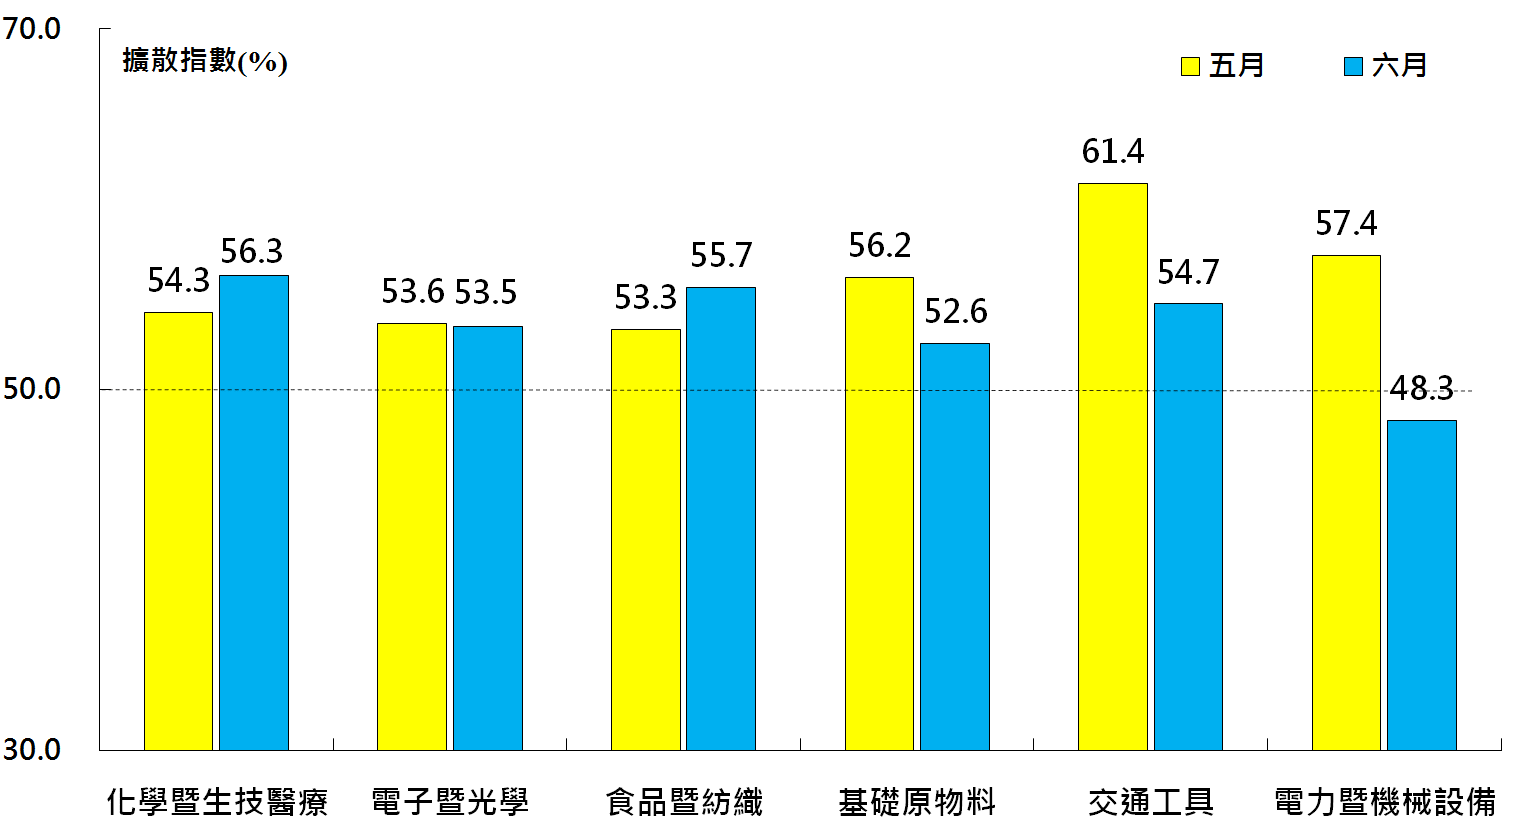 70.0
擴散指數(%)
五月
六月
61.4
57.4
56.3
56.2
55.7
54.3
54.7
53.6
53.5
53.3
52.6
50.0
48.3
30.0
化學暨生技醫療
電子暨光學
食品暨紡織
基礎原物料
交通工具
電力暨機械設備